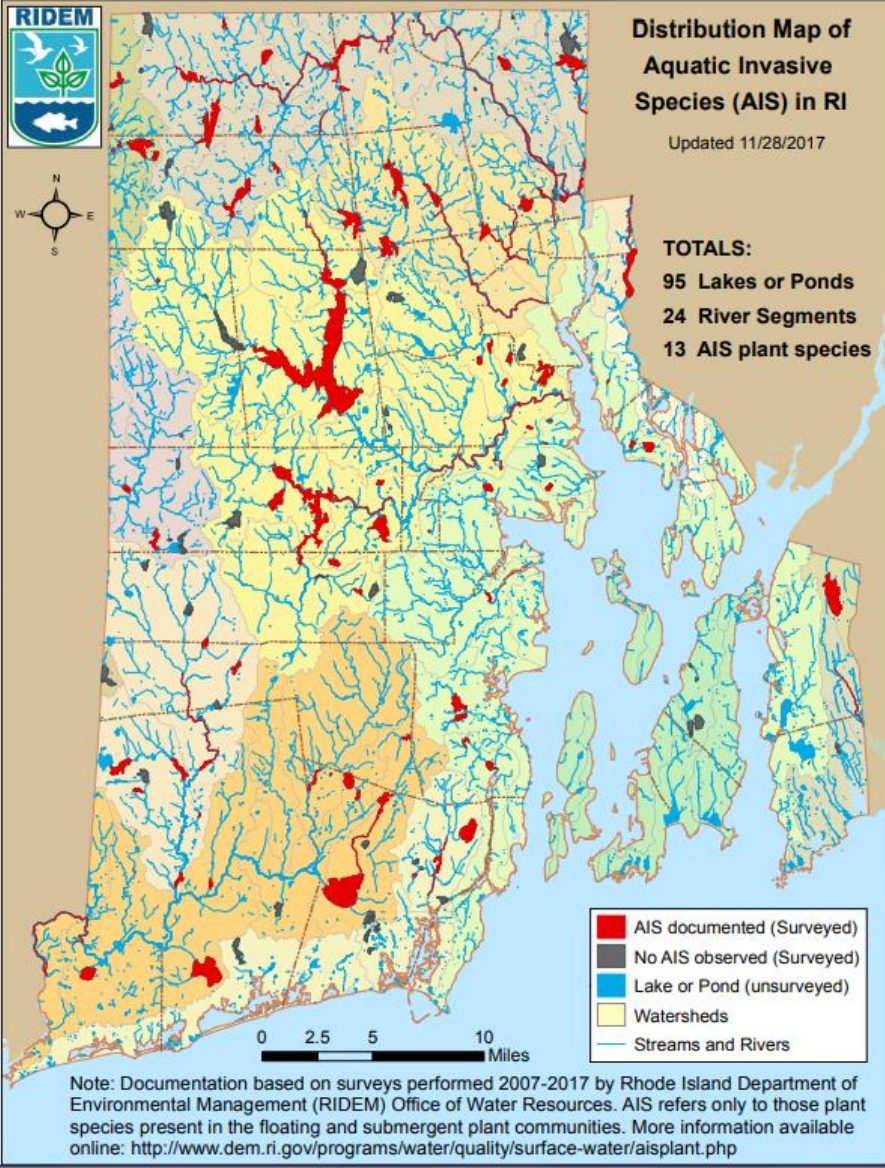 RIDEM
Distribution Map of
Aquatic Invasive
Species (AIS) in RI
Updated 11/28/2017
N
W
E
S
TOTALS:
95 Lakes or Ponds
24 River Segments
13 AIS plant species
AIS documented (Surveyed)
No AIS observed (Surveyed)
Lake or Pond (unsurveyed)
Watersheds
Streams and Rivers
0 2.5 5 10
Miles
Note: Documentation based on surveys performed 2007-2017 by Rhode Island Department of
Environmental Management (RIDEM) Office of Water Resources. AIS refers only to those plant
species present in the floating and submergent plant communities. More information available
online: http://www.dem.ri.gov/programs/water/quality/surface-water/aisplant.php